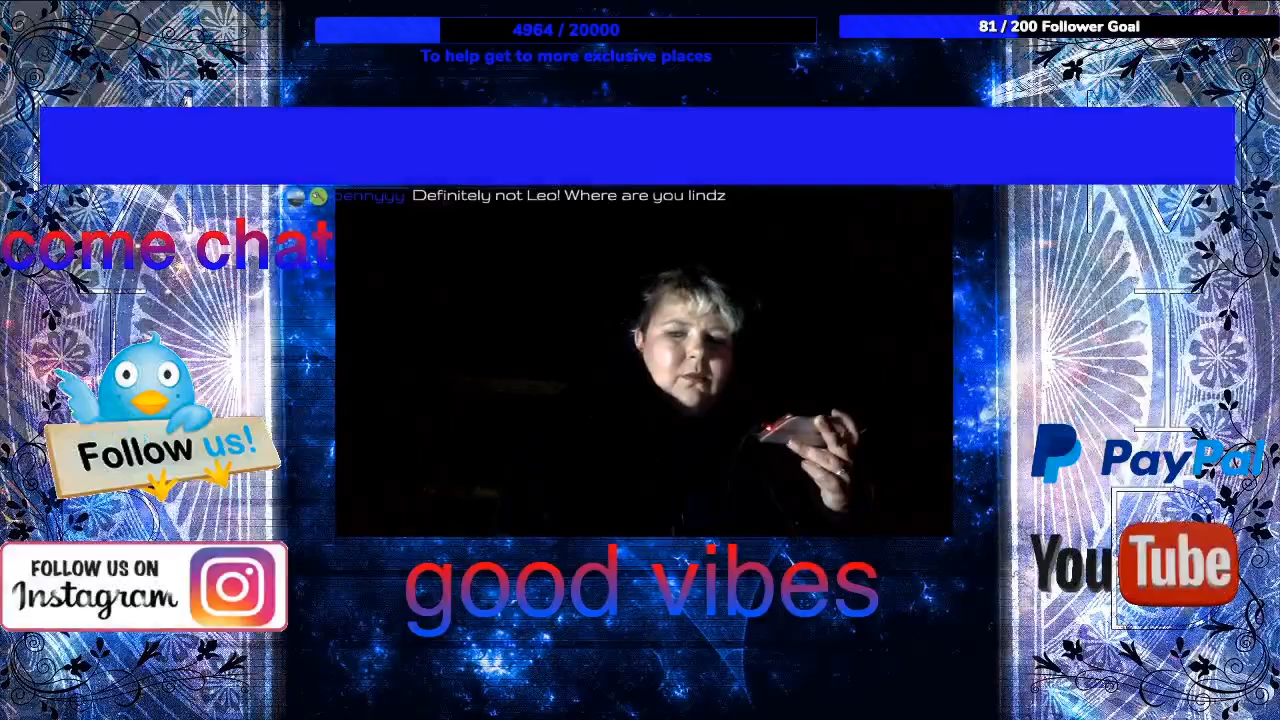 4964 / 20000
81 / 200 Follower Goal
To help get to more exclusive places
pennyyy Definitely not Leo! Where are you lindz
come chat
Follow us!
PayPal
FOLLOW US ON
Instagram
YouTube
good vibes